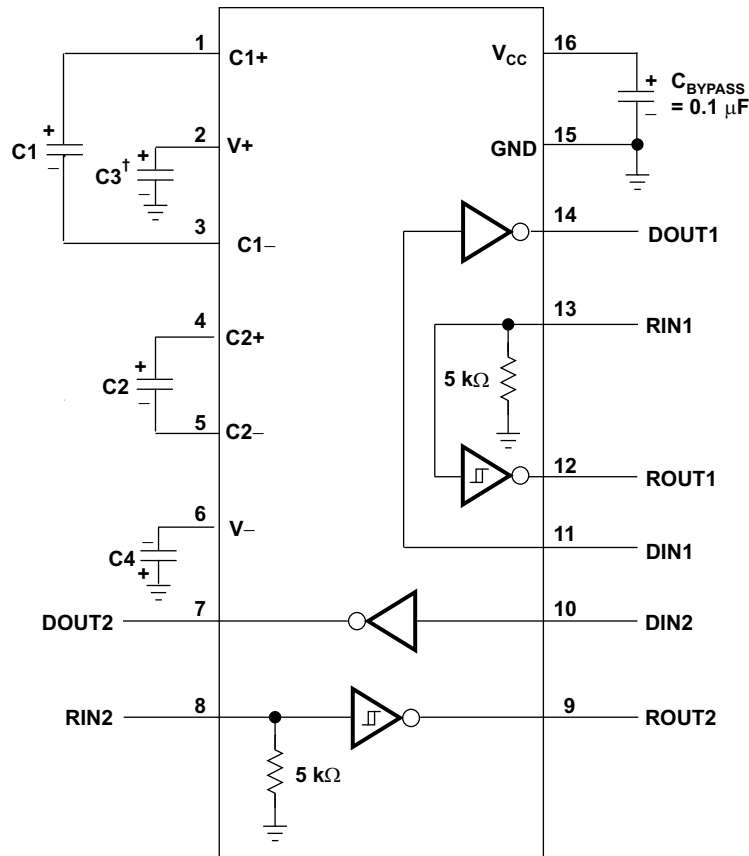 1 C1+ V_CC 16
+ C_BYPASS
= 0.1 μF
–
2 V+
+ C3†
–
GND 15
C1 +
–
3 C1–
14 DOUT1
4 C2+
13 RIN1
C2 +
–
5 kΩ
5 C2–
12 ROUT1
6 V–
11 DIN1
C4 –
+
DOUT2 7 10 DIN2
RIN2 8 9 ROUT2
5 kΩ